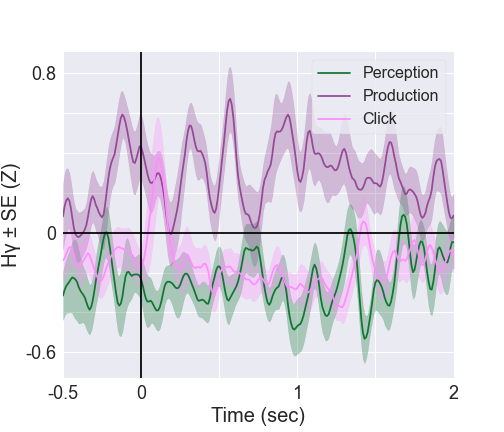 Perception
Production
Click
Hγ ± SE (Z)
0.8
0
-0.6
-0.5
0
1
2
Time (sec)